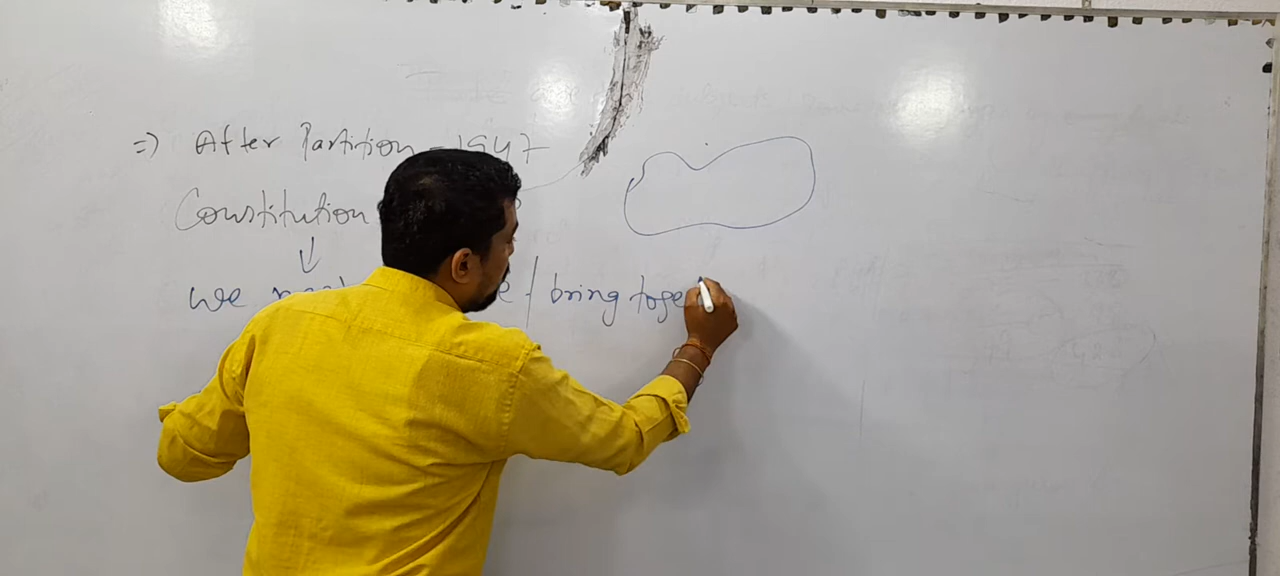 =) After Partition - 1947
Constitution
↓
We / bring toge